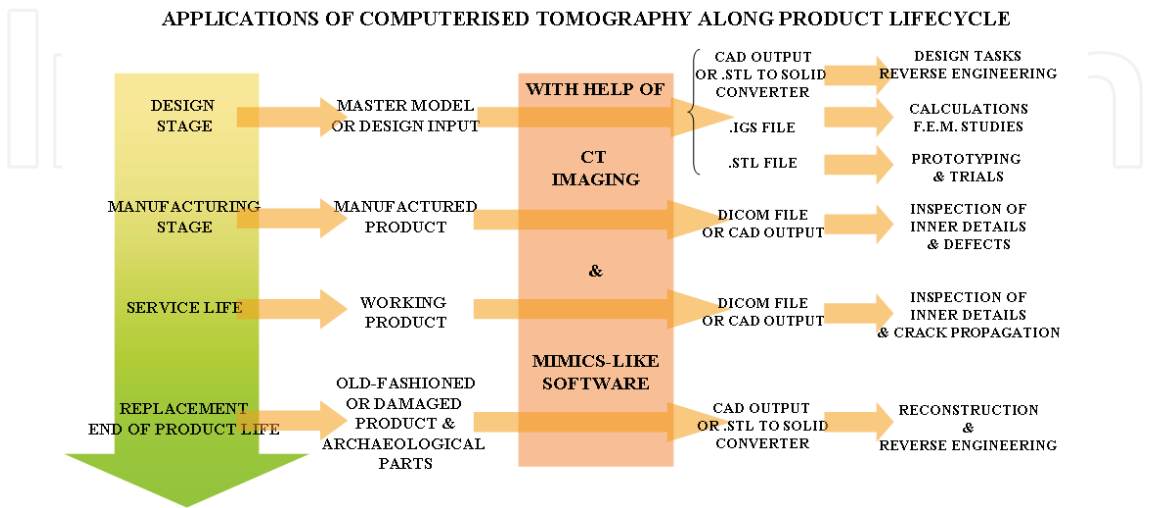 APPLICATIONS OF COMPUTERISED TOMOGRAPHY ALONG PRODUCT LIFECYCLE
DESIGN
STAGE
MASTER MODEL
OR DESIGN INPUT
WITH HELP OF
CAD OUTPUT
OR .STL TO SOLID
CONVERTER
DESIGN TASKS
REVERSE ENGINEERING
.IGS FILE
CALCULATIONS
F.E.M. STUDIES
.STL FILE
PROTOTYPING
& TRIALS
CT
IMAGING
MANUFACTURING
STAGE
MANUFACTURED
PRODUCT
DICOM FILE
OR CAD OUTPUT
INSPECTION OF
INNER DETAILS
& DEFECTS
&
SERVICE LIFE
WORKING
PRODUCT
DICOM FILE
OR CAD OUTPUT
INSPECTION OF
INNER DETAILS
& CRACK PROPAGATION
MIMICS-LIKE
SOFTWARE
REPLACEMENT
END OF PRODUCT LIFE
OLD-FASHIONED
OR DAMAGED
PRODUCT &
ARCHAEOLOGICAL
PARTS
CAD OUTPUT
OR .STL TO SOLID
CONVERTER
RECONSTRUCTION
&
REVERSE ENGINEERING